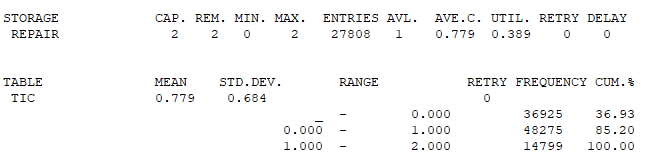 STORAGE CAP. REM. MIN. MAX. ENTRIES AVL. AVE.C. UTIL. RETRY DELAY
REPAIR 2 2 0 2 27808 1 0.779 0.389 0 0
TABLE MEAN STD.DEV. RANGE RETRY FREQUENCY CUM.%
TIC 0.779 0.684 0
_ - 0.000 36925 36.93
0.000 - 1.000 48275 85.20
1.000 - 2.000 14799 100.00